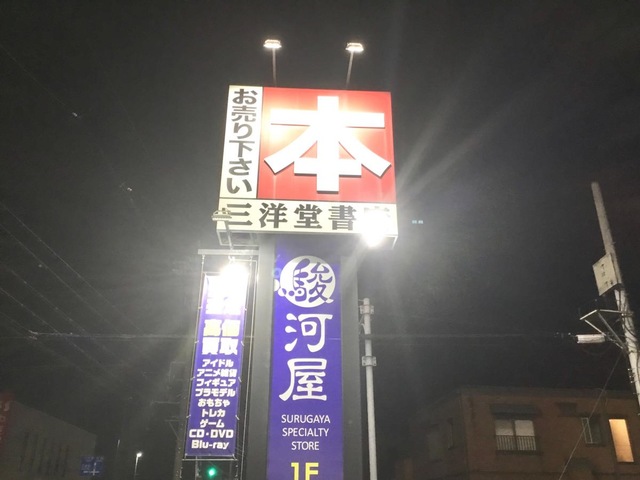 お売り下さい
本
三洋堂書店
駿河屋
SURUGAYA
SPECIALTY
STORE
1F
高価
買取
アイドル
アニメ雑貨
フィギュア
プラモデル
おもちゃ
トレカ
ゲーム
CD・DVD
Blu-ray